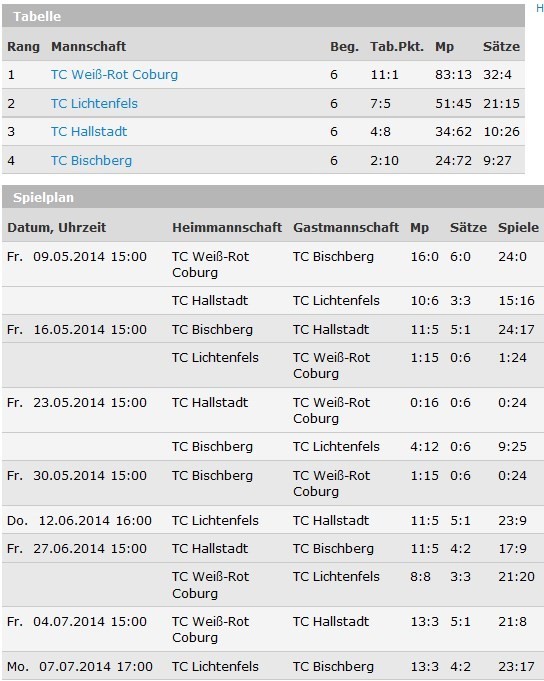 H
Tabelle
Rang Mannschaft Beg. Tab.Pkt. Mp Sätze
1 TC Weiß-Rot Coburg 6 11:1 83:13 32:4
2 TC Lichtenfels 6 7:5 51:45 21:15
3 TC Hallstadt 6 4:8 34:62 10:26
4 TC Bischberg 6 2:10 24:72 9:27
Spielplan
Datum, Uhrzeit Heimmannschaft Gastmannschaft Mp Sätze Spiele
Fr. 09.05.2014 15:00 TC Weiß-Rot TC Bischberg 16:0 6:0 24:0
Coburg
TC Hallstadt TC Lichtenfels 10:6 3:3 15:16
Fr. 16.05.2014 15:00 TC Bischberg TC Hallstadt 11:5 5:1 24:17
TC Lichtenfels TC Weiß-Rot 1:15 0:6 1:24
Coburg
Fr. 23.05.2014 15:00 TC Hallstadt TC Weiß-Rot 0:16 0:6 0:24
Coburg
TC Bischberg TC Lichtenfels 4:12 0:6 9:25
Fr. 30.05.2014 15:00 TC Bischberg TC Weiß-Rot 1:15 0:6 0:24
Coburg
Do. 12.06.2014 16:00 TC Lichtenfels TC Hallstadt 11:5 5:1 23:9
Fr. 27.06.2014 15:00 TC Hallstadt TC Bischberg 11:5 4:2 17:9
TC Weiß-Rot TC Lichtenfels 8:8 3:3 21:20
Coburg
Fr. 04.07.2014 15:00 TC Weiß-Rot TC Hallstadt 13:3 5:1 21:8
Coburg
Mo. 07.07.2014 17:00 TC Lichtenfels TC Bischberg 13:3 4:2 23:17